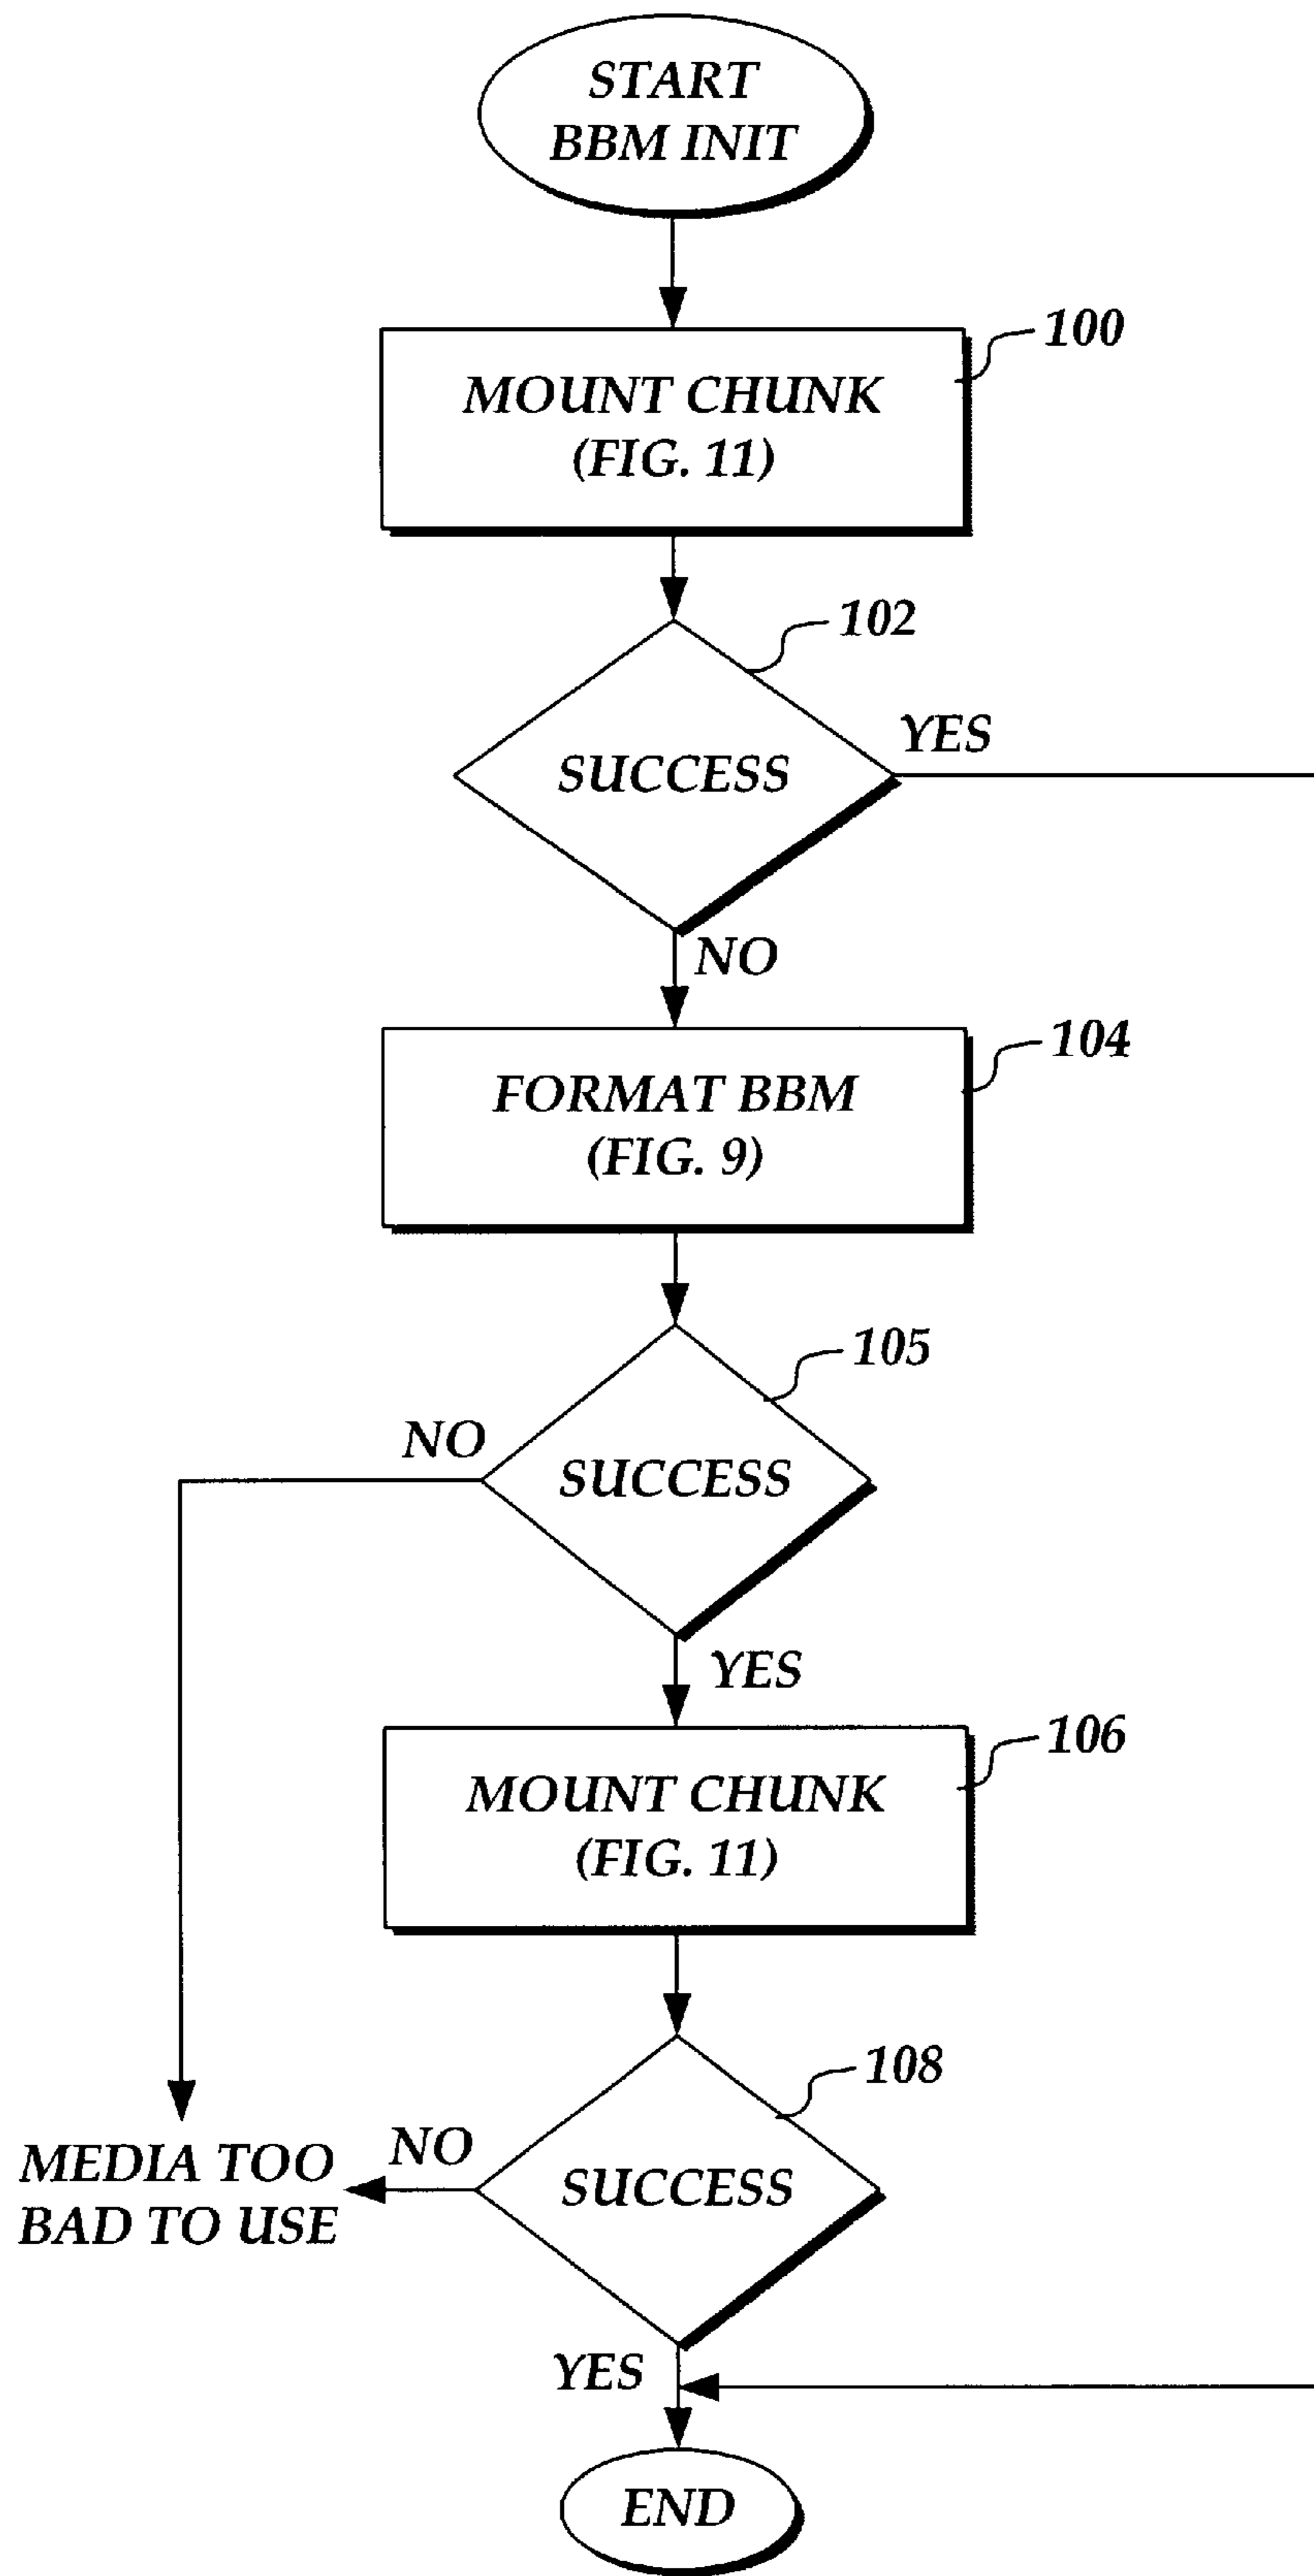 START
BBM INIT
100
MOUNT CHUNK
(FIG. 11)
102
SUCCESS
YES
NO
104
FORMAT BBM
(FIG. 9)
105
NO
SUCCESS
YES
106
MOUNT CHUNK
(FIG. 11)
108
MEDIA TOO
BAD TO USE
NO
SUCCESS
YES
END